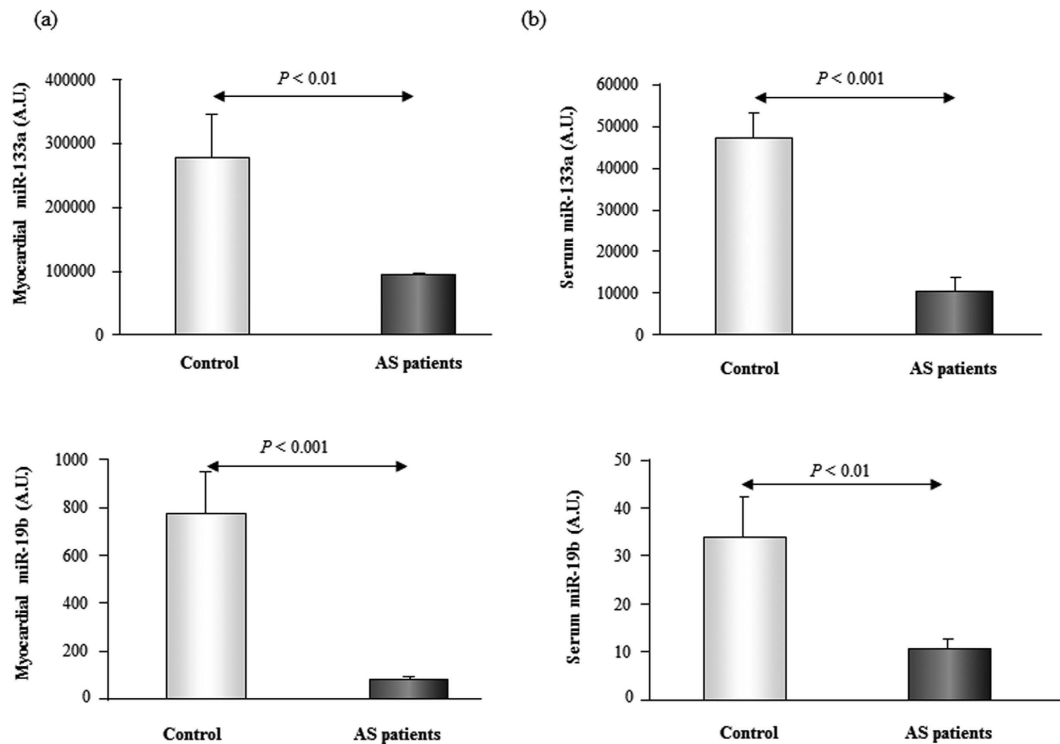 (a)
(b)
Myocardial miR-133a (A.U.)
400000
300000
200000
100000
0
P < 0.01
Control
AS patients
Serum miR-133a (A.U.)
60000
50000
40000
30000
20000
10000
0
P < 0.001
Control
AS patients
Myocardial miR-19b (A.U.)
1000
800
600
400
200
0
P < 0.001
Control
AS patients
Serum miR-19b (A.U.)
50
40
30
20
10
0
P < 0.01
Control
AS patients